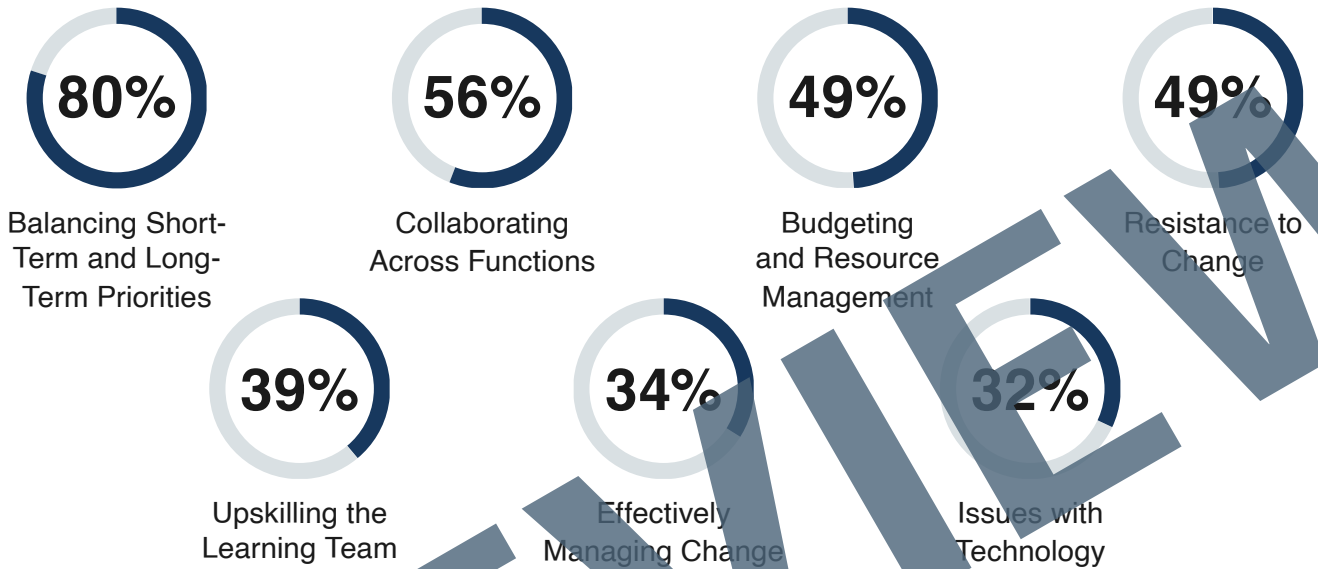 80%
56%
49%
49%
Balancing Short-
Term and Long-
Term Priorities
Collaborating
Across Functions
Budgeting
and Resource
Management
Resistance to
Change
39%
34%
32%
Upskilling the
Learning Team
Effectively
Managing Change
Issues with
Technology
VIEW